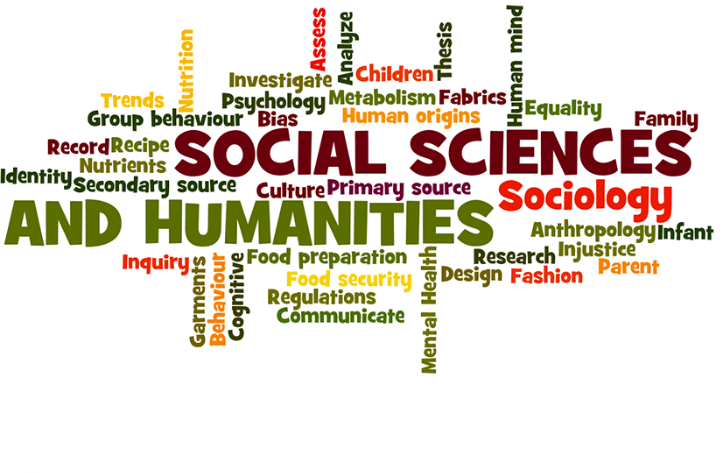 Assess
Analyze
Thesis
Human mind
Nutrition
Investigate
Children
Trends
Psychology
Metabolism
Fabrics
Equality
Group behaviour
Bias
Human origins
Family
Record
Recipe
SOCIAL SCIENCES
Nutrients
Identity
Secondary source
Culture
Primary source
Sociology
AND HUMANITIES
Anthropology
Infant
Inquiry
Garments
Behaviour
Cognitive
Food preparation
Mental Health
Research
Injustice
Food security
Design
Fashion
Parent
Regulations
Communicate